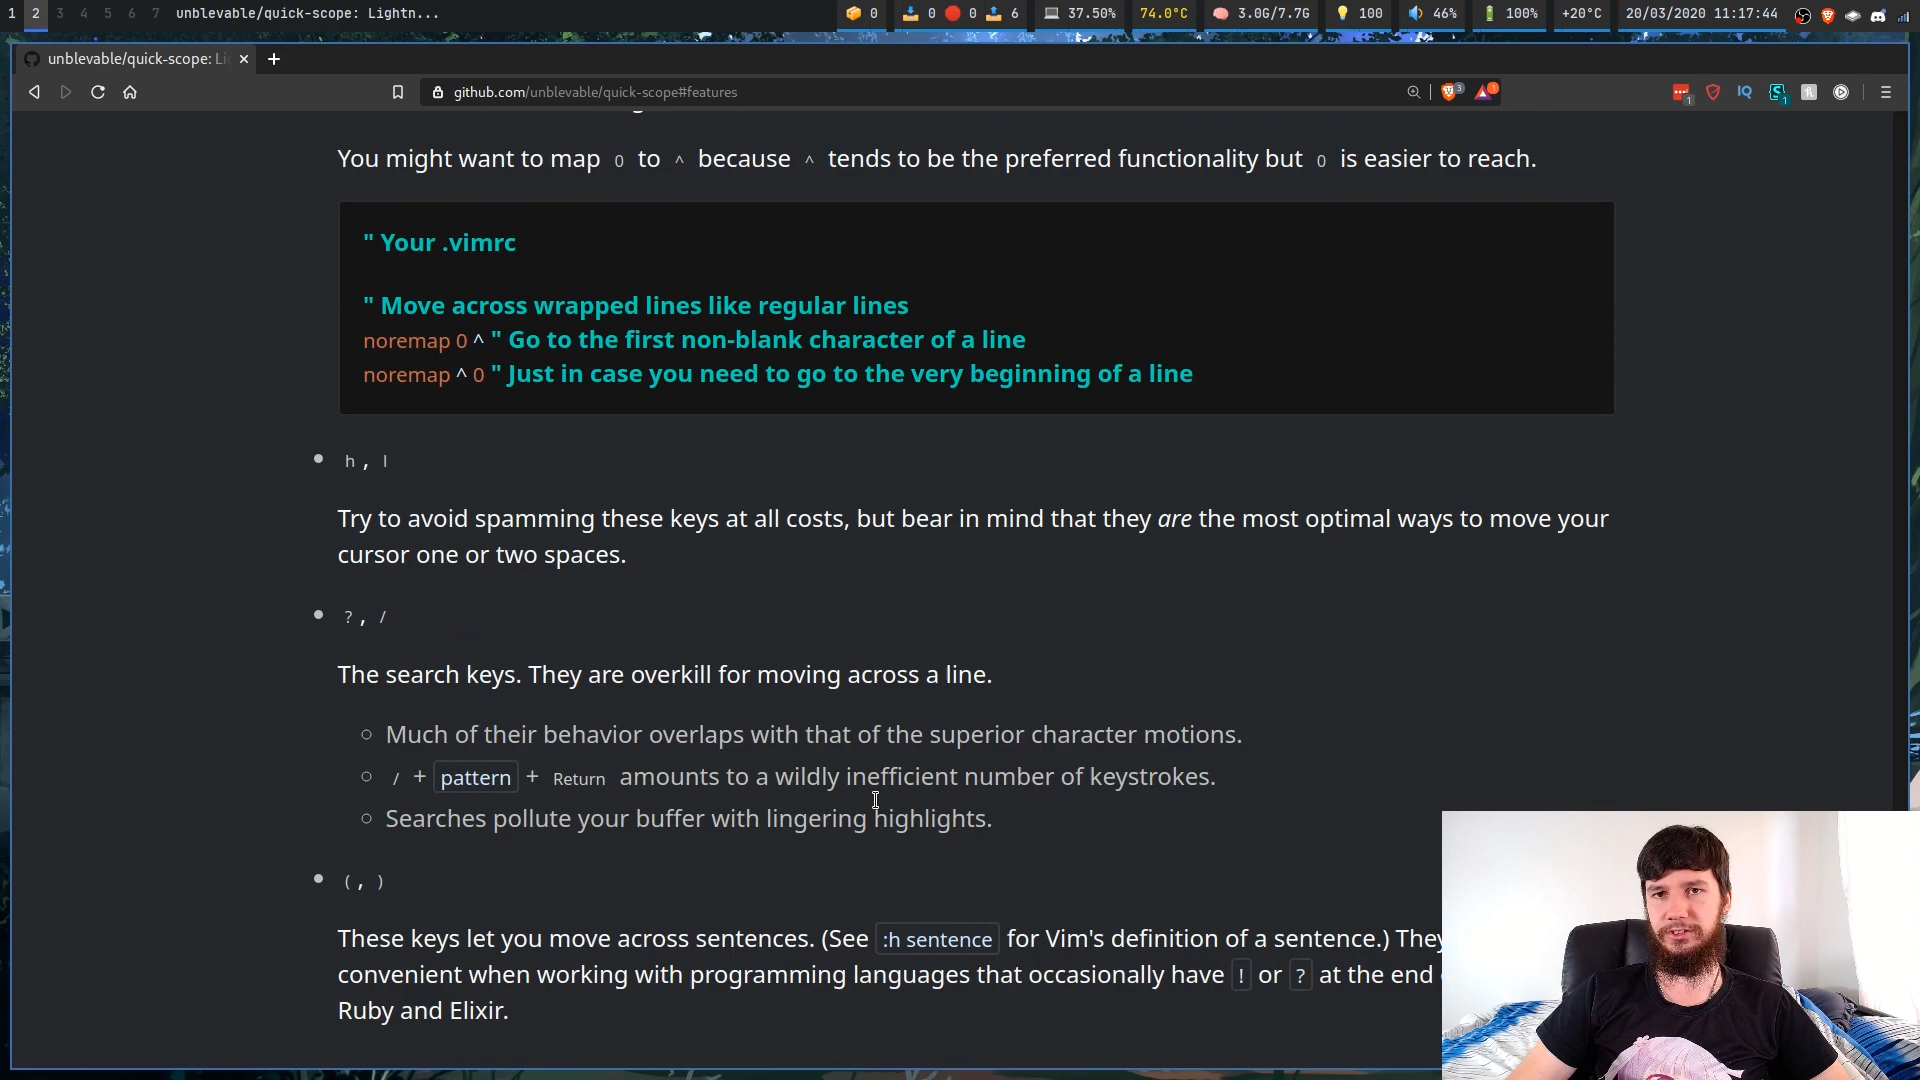 1 2 3 4 5 6 7 unblevable/quick-scope: Lightn... 0 0 0 6 37.50% 74.0°C 3.0G/7.7G 100 46% 100% +20°C 20/03/2020 11:17:44
unblevable/quick-scope: Li
github.com/unblevable/quick-scope#features 3 1 1 IQ 1
You might want to map 0 to ^ because ^ tends to be the preferred functionality but 0 is easier to reach.
" Your .vimrc
" Move across wrapped lines like regular lines
noremap 0 ^ " Go to the first non-blank character of a line
noremap ^ 0 " Just in case you need to go to the very beginning of a line
h, l
Try to avoid spamming these keys at all costs, but bear in mind that they are the most optimal ways to move your
cursor one or two spaces.
?, /
The search keys. They are overkill for moving across a line.
Much of their behavior overlaps with that of the superior character motions.
/ + pattern + Return amounts to a wildly inefficient number of keystrokes.
Searches pollute your buffer with lingering highlights.
(, )
These keys let you move across sentences. (See :h sentence for Vim's definition of a sentence.) They
convenient when working with programming languages that occasionally have ! or ? at the end
Ruby and Elixir.